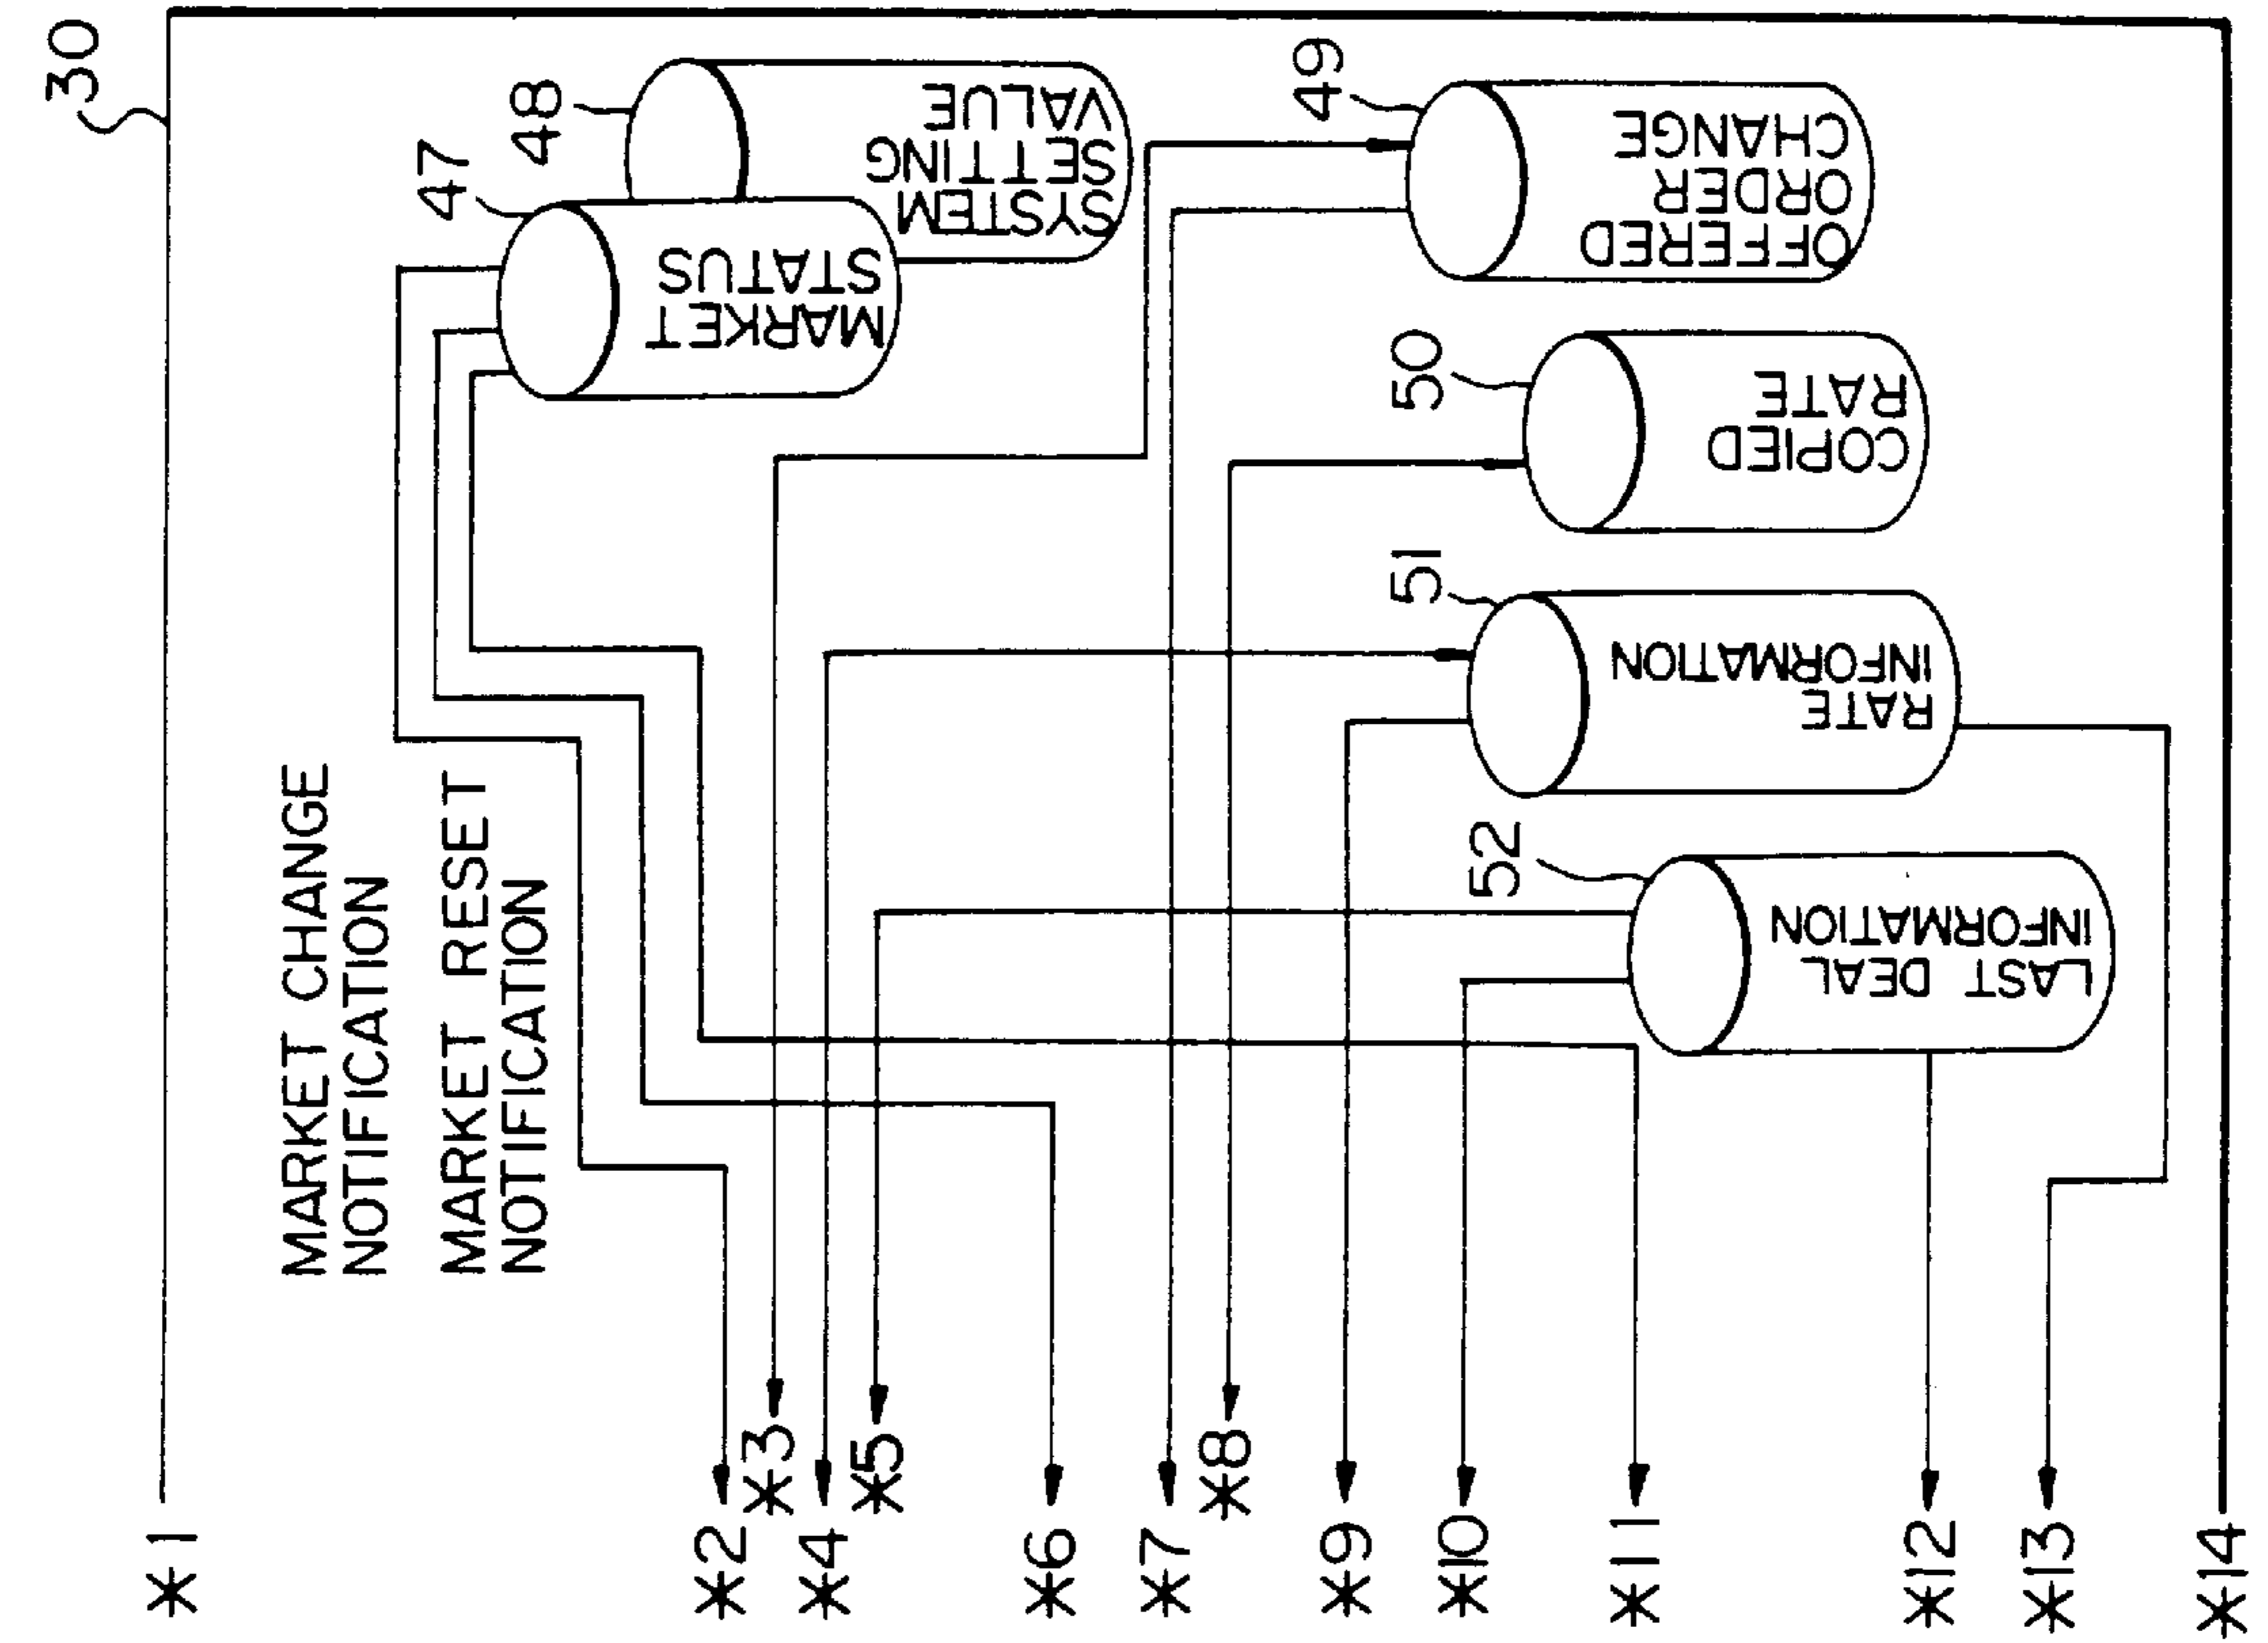 30
MARKET CHANGE
NOTIFICATION
MARKET RESET
NOTIFICATION
47
MARKET
STATUS
48
SYSTEM
SETTING
VALUE
49
OFFERED
ORDER
CHANGE
50
COPIED
RATE
51
RATE
INFORMATION
52
LAST DEAL
INFORMATION
*1
*2
*3
*4
*5
*6
*7
*8
*9
*10
*11
*12
*13
*14